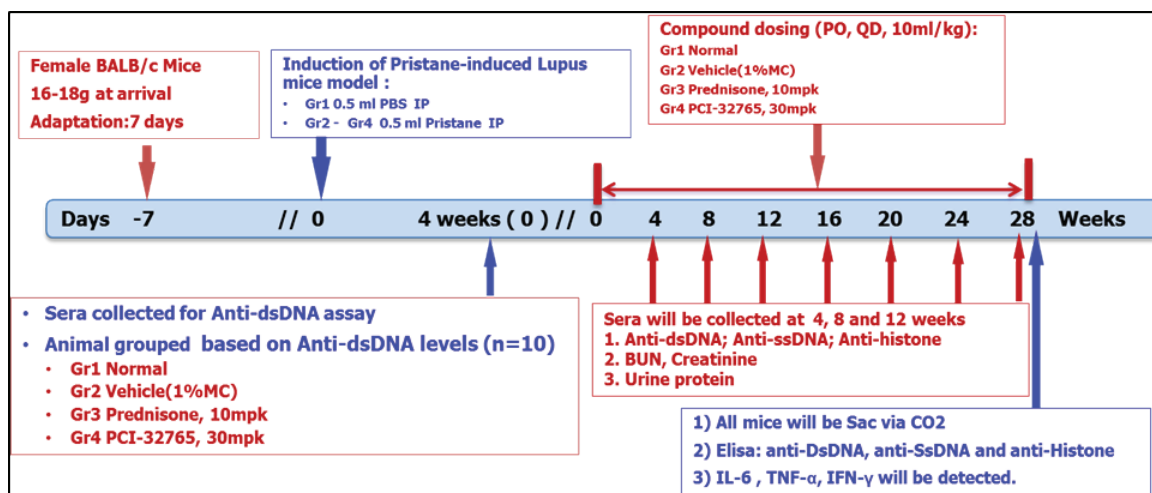 Female BALB/c Mice
16-18g at arrival
Adaptation:7 days
Induction of Pristane-induced Lupus
mice model :
• Gr1 0.5 ml PBS IP
• Gr2 - Gr4 0.5 ml Pristane IP
Compound dosing (PO, QD, 10ml/kg):
Gr1 Normal
Gr2 Vehicle(1%MC)
Gr3 Prednisone, 10mpk
Gr4 PCI-32765, 30mpk
Days -7 // 0 4 weeks ( 0 ) // 0 4 8 12 16 20 24 28 Weeks
• Sera collected for Anti-dsDNA assay
• Animal grouped based on Anti-dsDNA levels (n=10)
• Gr1 Normal
• Gr2 Vehicle(1%MC)
• Gr3 Prednisone, 10mpk
• Gr4 PCI-32765, 30mpk
Sera will be collected at 4, 8 and 12 weeks
1. Anti-dsDNA; Anti-ssDNA; Anti-histone
2. BUN, Creatinine
3. Urine protein
1) All mice will be Sac via CO2
2) Elisa: anti-DsDNA, anti-SsDNA and anti-Histone
3) IL-6 , TNF-α, IFN-γ will be detected.